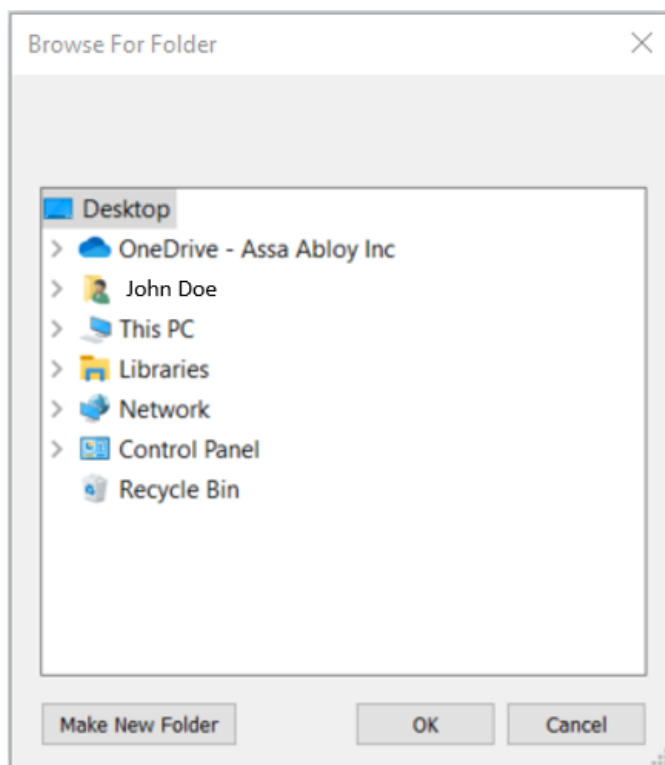 Browse For Folder
Desktop
OneDrive - Assa Abloy Inc
John Doe
This PC
Libraries
Network
Control Panel
Recycle Bin
Make New Folder
OK
Cancel